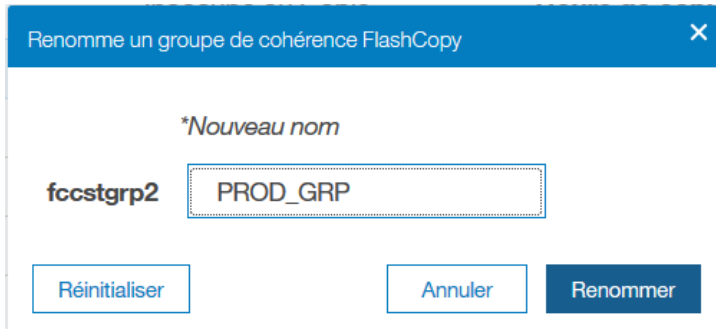 Renomme un groupe de cohérence FlashCopy
*Nouveau nom
fccstgrp2 PROD_GRP
Réinitialiser Annuler Renommer